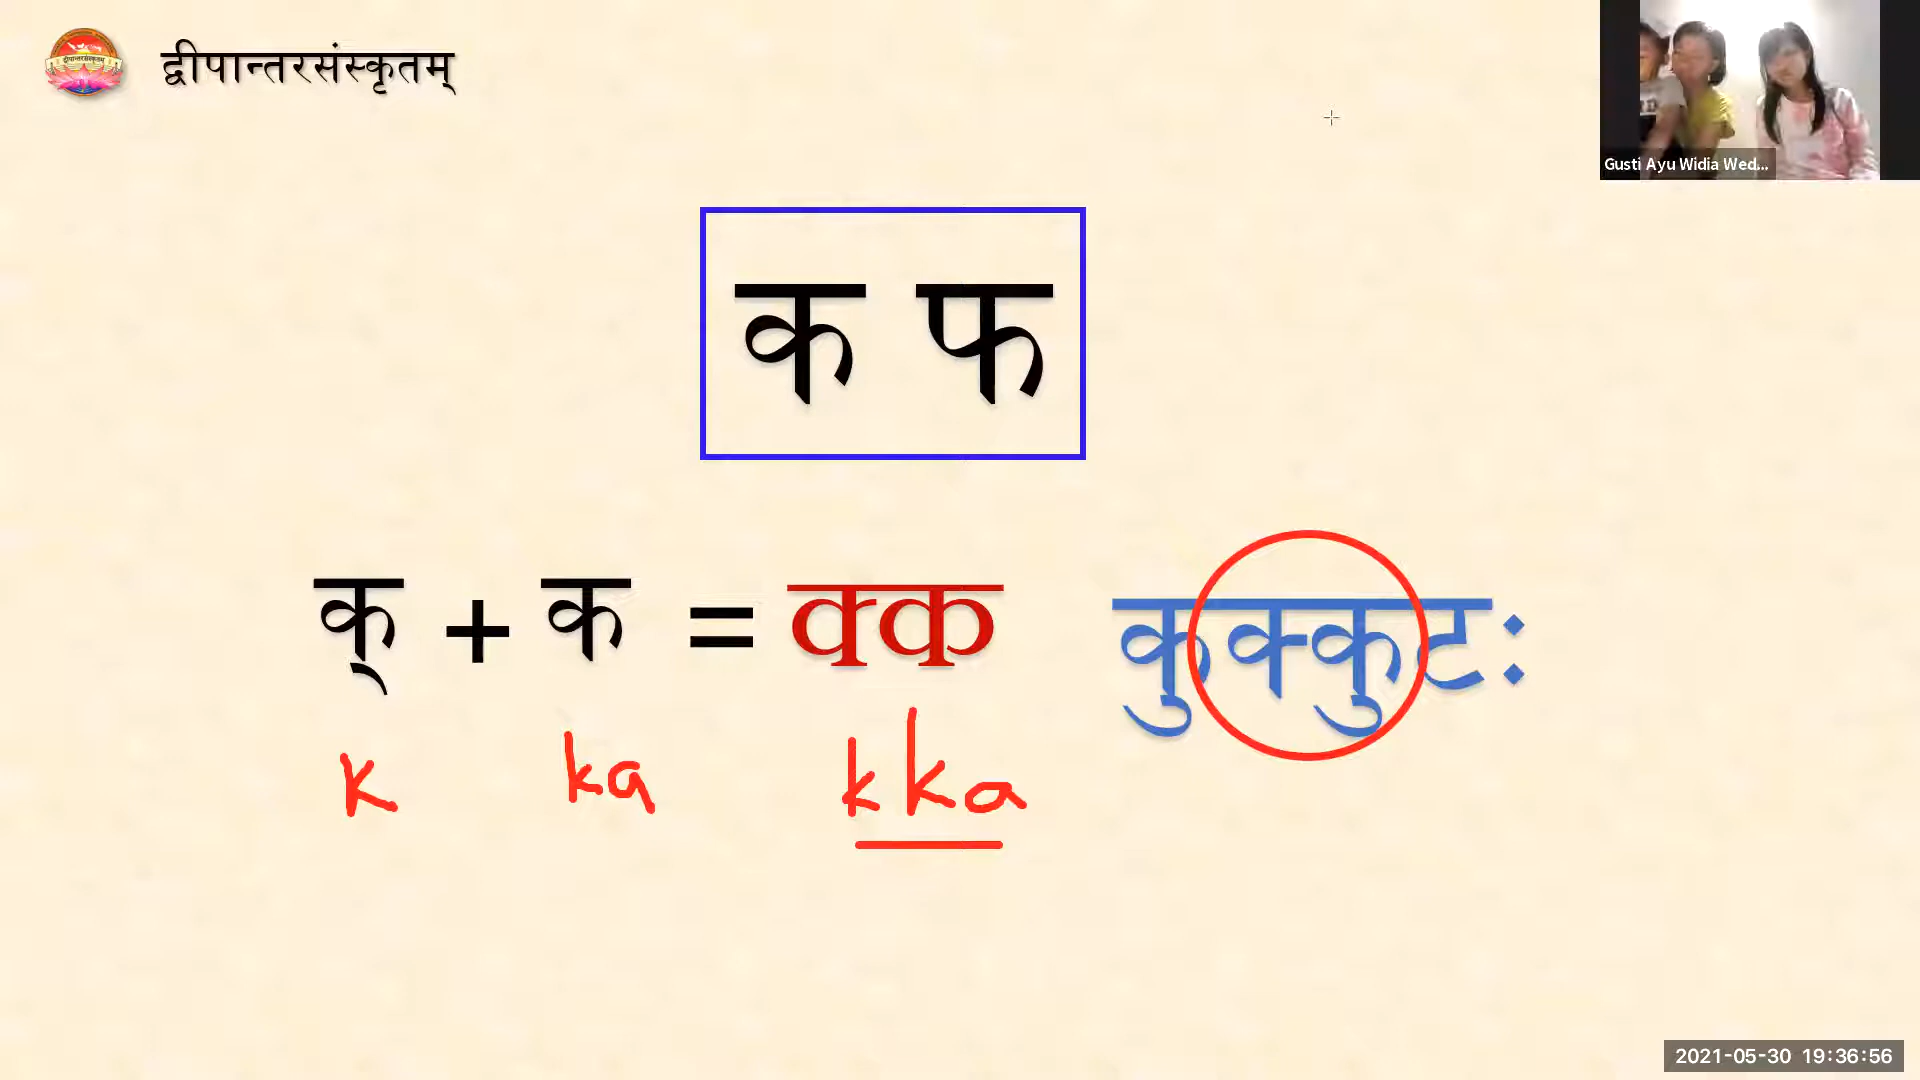 द्वीपान्तरसंस्कृतम्
Gusti Ayu Widia Wed...
क फ
क् + क = क्क कुक्कुटः
k ka kka
2021-05-30 19:36:56